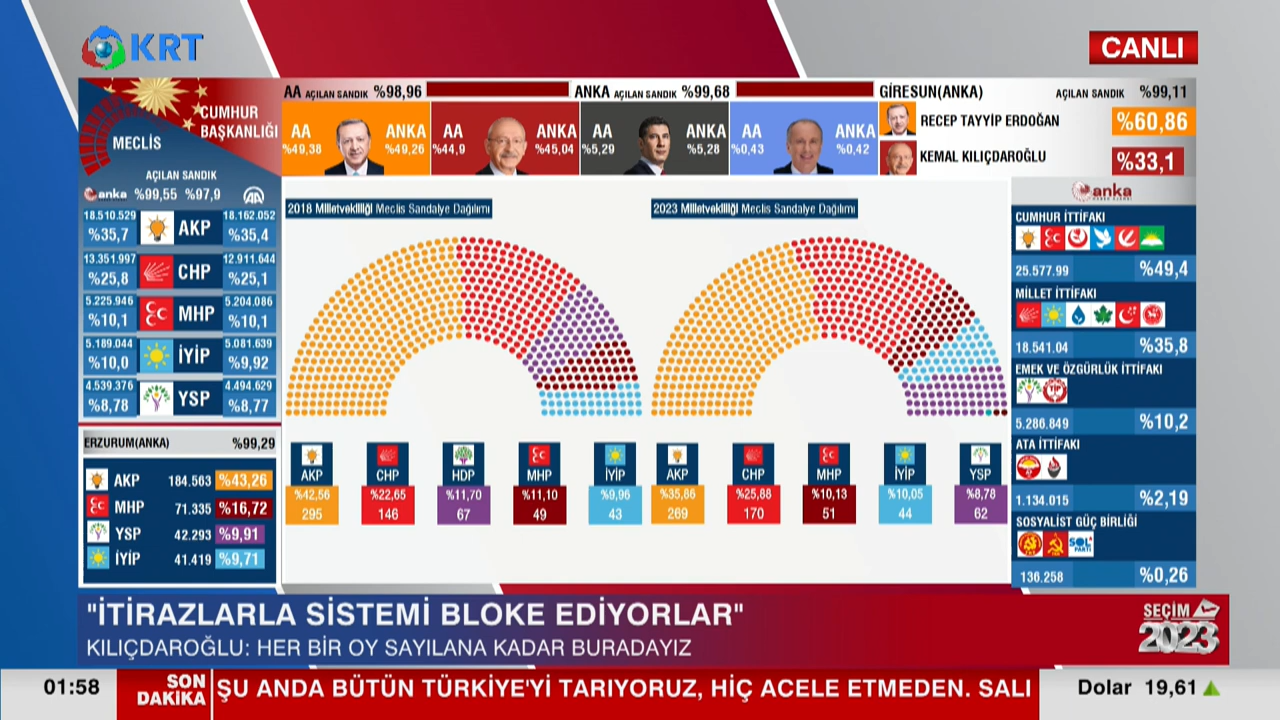 KRT
CANLI
CUMHUR
BAŞKANLIĞI
MECLİS
AÇILAN SANDIK
anka %99,55 %97,9 AA
18.510.529 18.162.052
%35,7 AKP %35,4
13.351.997 12.911.644
%25,8 CHP %25,1
5.225.946 5.204.086
%10,1 MHP %10,1
5.189.044 5.081.639
%10,0 İYİP %9,92
4.539.376 4.494.629
%8,78 YSP %8,77
ERZURUM(ANKA) %99,29
AKP 184.563 %43,26
MHP 71.335 %16,72
YSP 42.293 %9,91
İYİP 41.419 %9,71
AA AÇILAN SANDIK %98,96
ANKA AÇILAN SANDIK %99,68
AA ANKA
%49,38 %49,26
AA ANKA
%44,9 %45,04
AA ANKA
%5,29 %5,28
AA ANKA
%0,43 %0,42
GİRESUN(ANKA) AÇILAN SANDIK %99,11
RECEP TAYYİP ERDOĞAN %60,86
KEMAL KILIÇDAROĞLU %33,1
2018 Milletvekilliği Meclis Sandalye Dağılımı
AKP CHP HDP MHP İYİP
%42,56 %22,65 %11,70 %11,10 %9,96
295 146 67 49 43
2023 Milletvekilliği Meclis Sandalye Dağılımı
AKP CHP MHP İYİP YSP
%35,86 %25,88 %10,13 %10,05 %8,78
269 170 51 44 62
anka
CUMHUR İTTİFAKI
25.577.99 %49,4
MİLLET İTTİFAKI
18.541.04 %35,8
EMEK VE ÖZGÜRLÜK İTTİFAKI
TİP
5.286.849 %10,2
ATA İTTİFAKI
1.134.015 %2,19
SOSYALİST GÜÇ BİRLİĞİ
SOL
PARTİ
136.258 %0,26
"İTİRAZLARLA SİSTEMİ BLOKE EDİYORLAR"
KILIÇDAROĞLU: HER BİR OY SAYILANA KADAR BURADAYIZ
SEÇİM
2023
01:58
SON
DAKİKA
ŞU ANDA BÜTÜN TÜRKİYE'Yİ TARIYORUZ, HİÇ ACELE ETMEDEN. SALI
Dolar 19,61